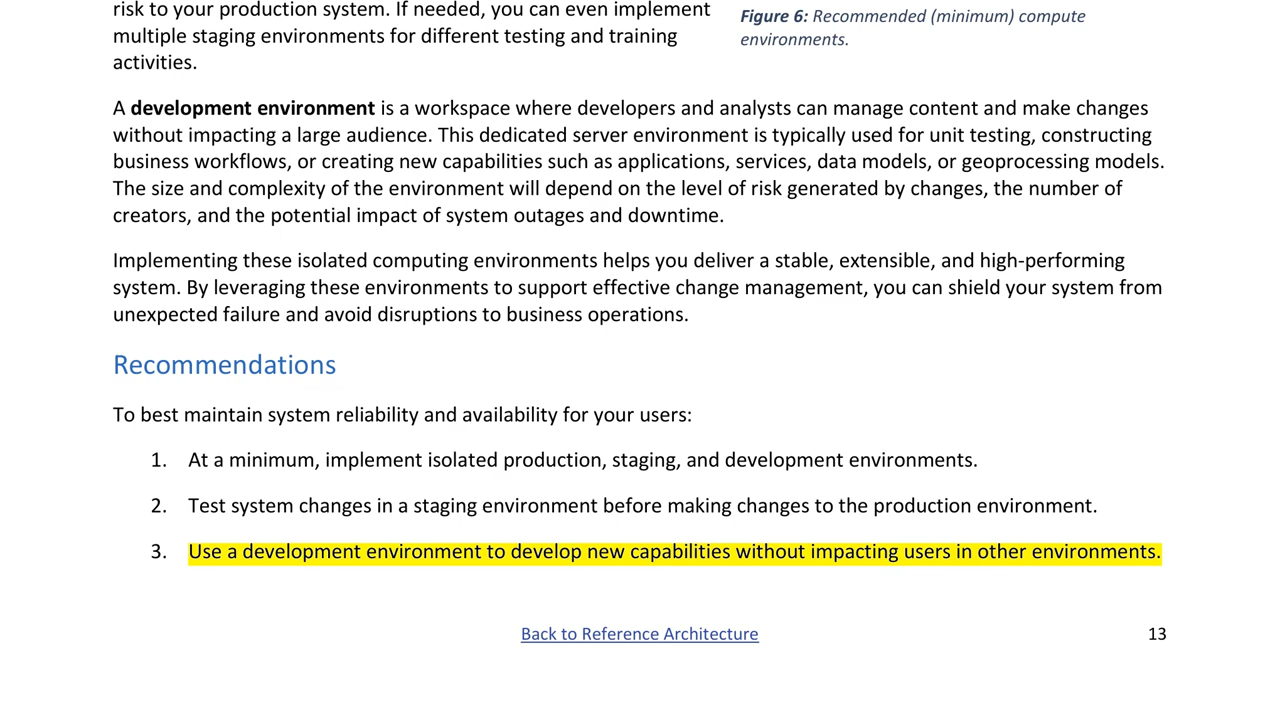 risk to your production system. If needed, you can even implement
multiple staging environments for different testing and training
activities.
Figure 6: Recommended (minimum) compute
environments.
A development environment is a workspace where developers and analysts can manage content and make changes
without impacting a large audience. This dedicated server environment is typically used for unit testing, constructing
business workflows, or creating new capabilities such as applications, services, data models, or geoprocessing models.
The size and complexity of the environment will depend on the level of risk generated by changes, the number of
creators, and the potential impact of system outages and downtime.
Implementing these isolated computing environments helps you deliver a stable, extensible, and high-performing
system. By leveraging these environments to support effective change management, you can shield your system from
unexpected failure and avoid disruptions to business operations.
Recommendations
To best maintain system reliability and availability for your users:
1. At a minimum, implement isolated production, staging, and development environments.
2. Test system changes in a staging environment before making changes to the production environment.
3. Use a development environment to develop new capabilities without impacting users in other environments.
Back to Reference Architecture
13